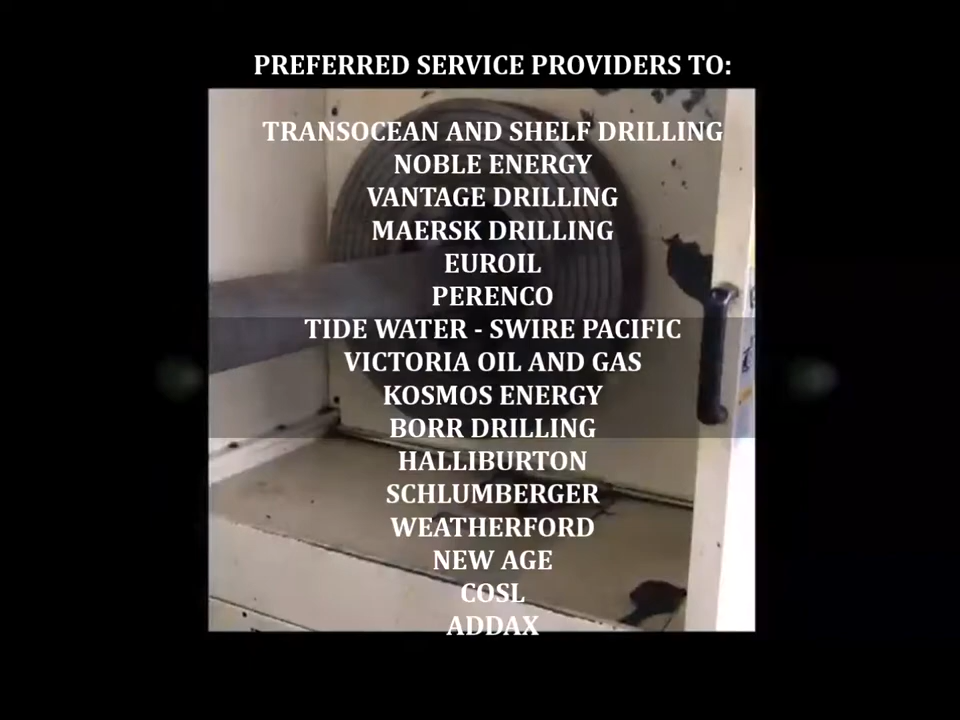 PREFERRED SERVICE PROVIDERS TO:
TRANSOCEAN AND SHELF DRILLING
NOBLE ENERGY
VANTAGE DRILLING
MAERSK DRILLING
EUROIL
PERENCO
TIDE WATER - SWIRE PACIFIC
VICTORIA OIL AND GAS
KOSMOS ENERGY
BORR DRILLING
HALLIBURTON
SCHLUMBERGER
WEATHERFORD
NEW AGE
COSL
ADDAX